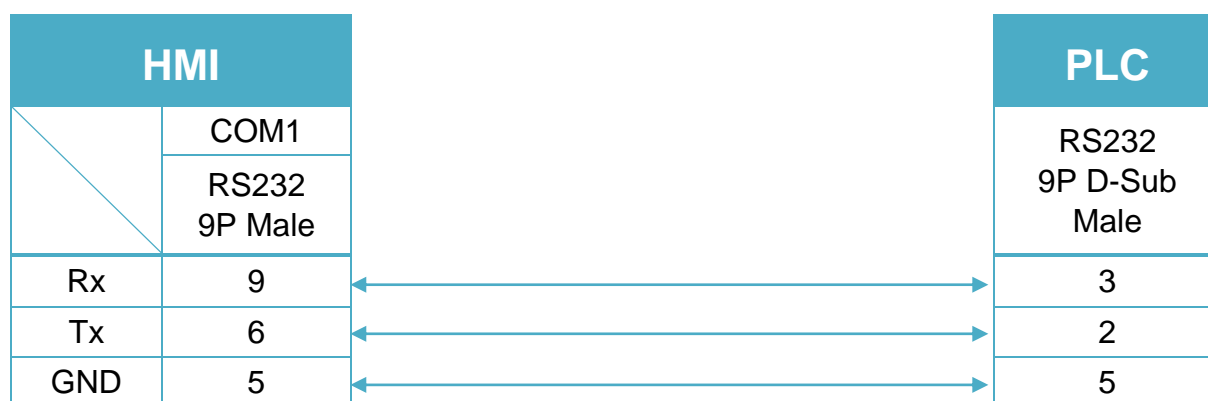 HMI
PLC
COM1
RS232
9P Male
RS232
9P D-Sub
Male
Rx 9 3
Tx 6 2
GND 5 5